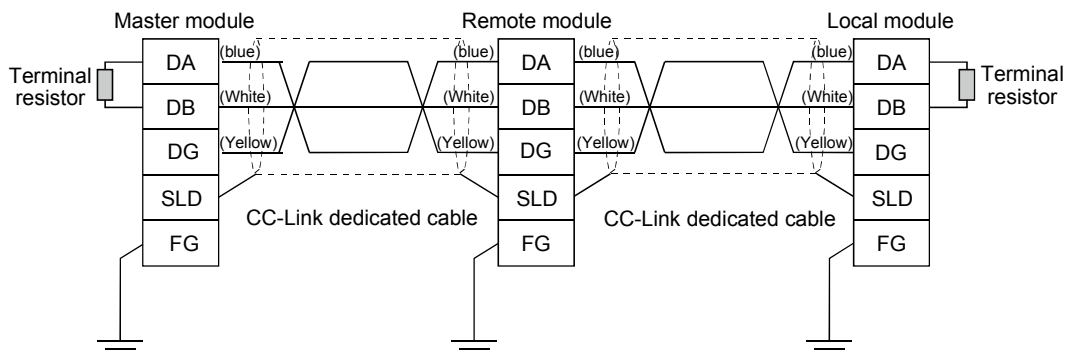 Master module
Remote module
Local module
Terminal
resistor
DA
DB
DG
SLD
FG
(blue)
(White)
(Yellow)
(blue)
(White)
(Yellow)
CC-Link dedicated cable
DA
DB
DG
SLD
FG
(blue)
(White)
(Yellow)
(blue)
(White)
(Yellow)
CC-Link dedicated cable
DA
DB
DG
SLD
FG
Terminal
resistor